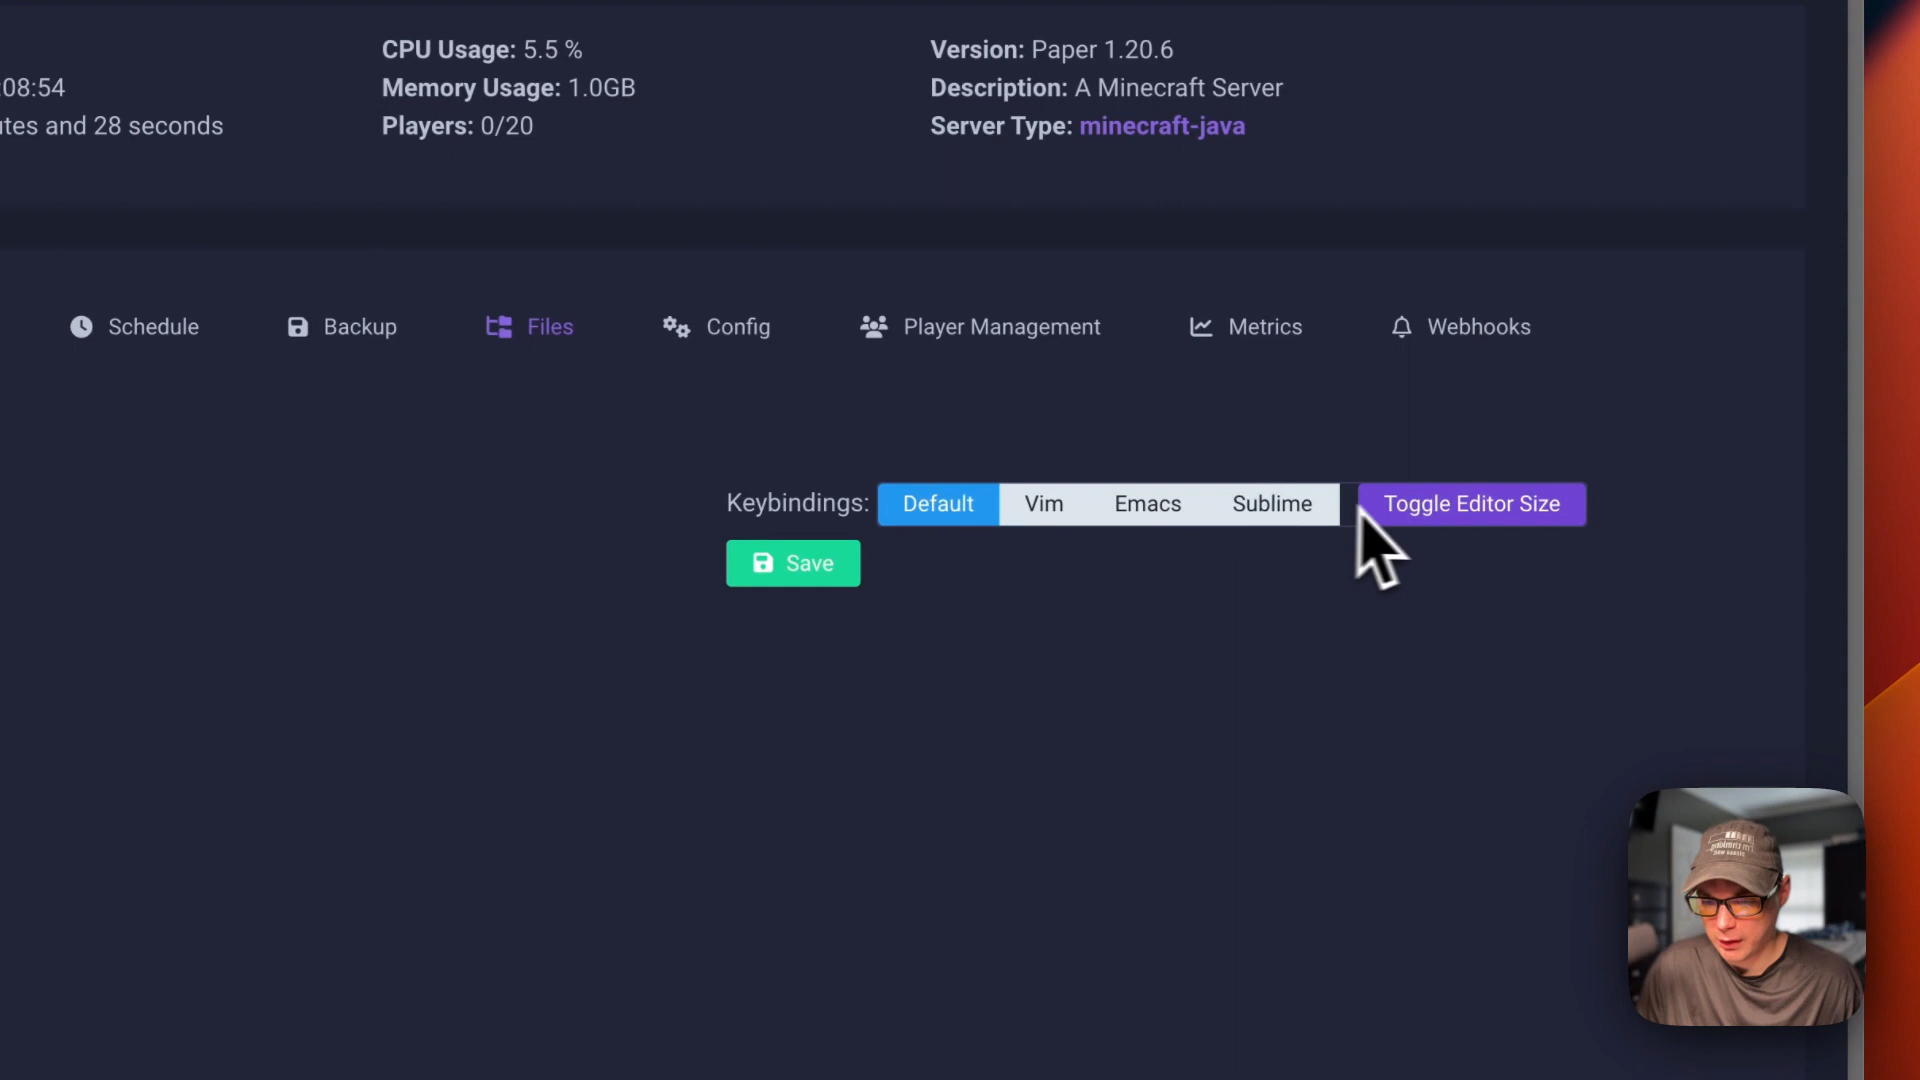 CPU Usage: 5.5 %
Version: Paper 1.20.6
:08:54
Memory Usage: 1.0GB
Description: A Minecraft Server
utes and 28 seconds
Players: 0/20
Server Type: minecraft-java
Schedule
Backup
Files
Config
Player Management
Metrics
Webhooks
Keybindings: Default Vim Emacs Sublime Toggle Editor Size
Save